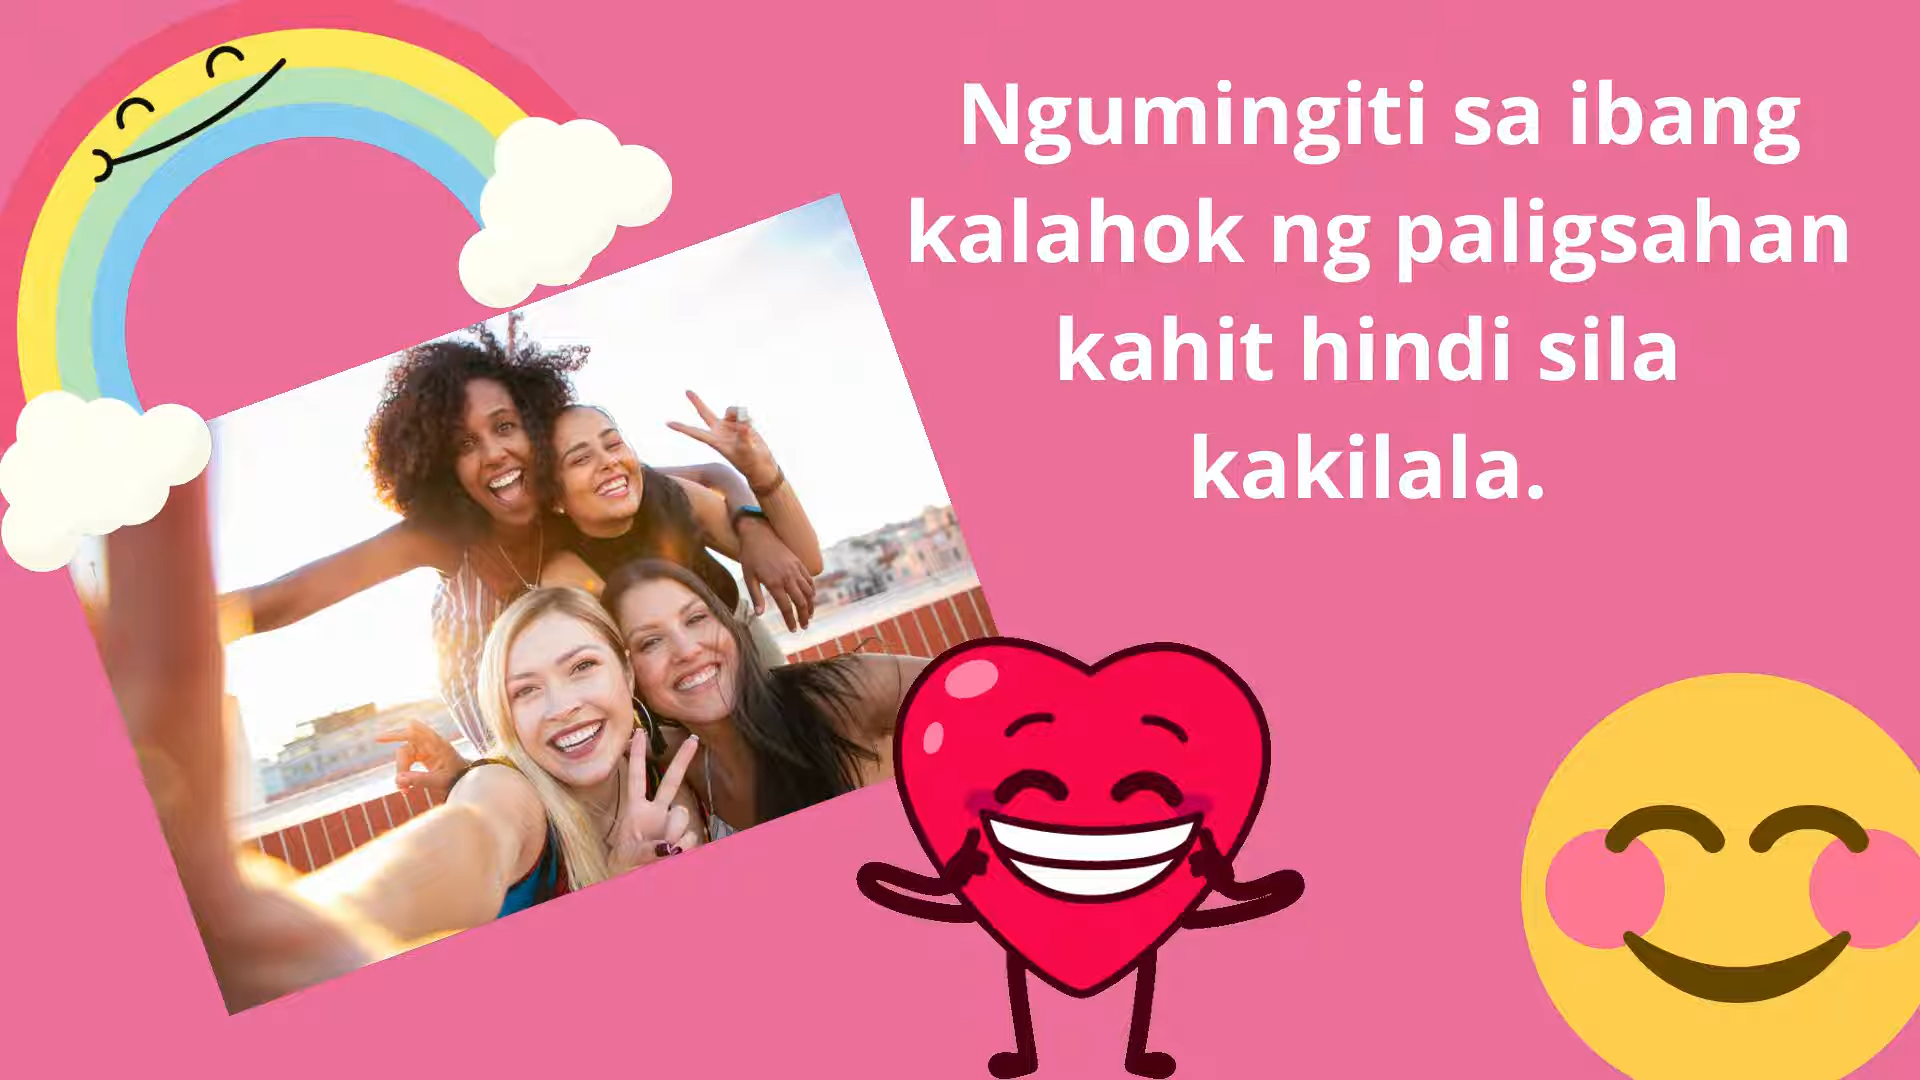 Ngumingiti sa ibang
kalahok ng paligsahan
kahit hindi sila
kakilala.